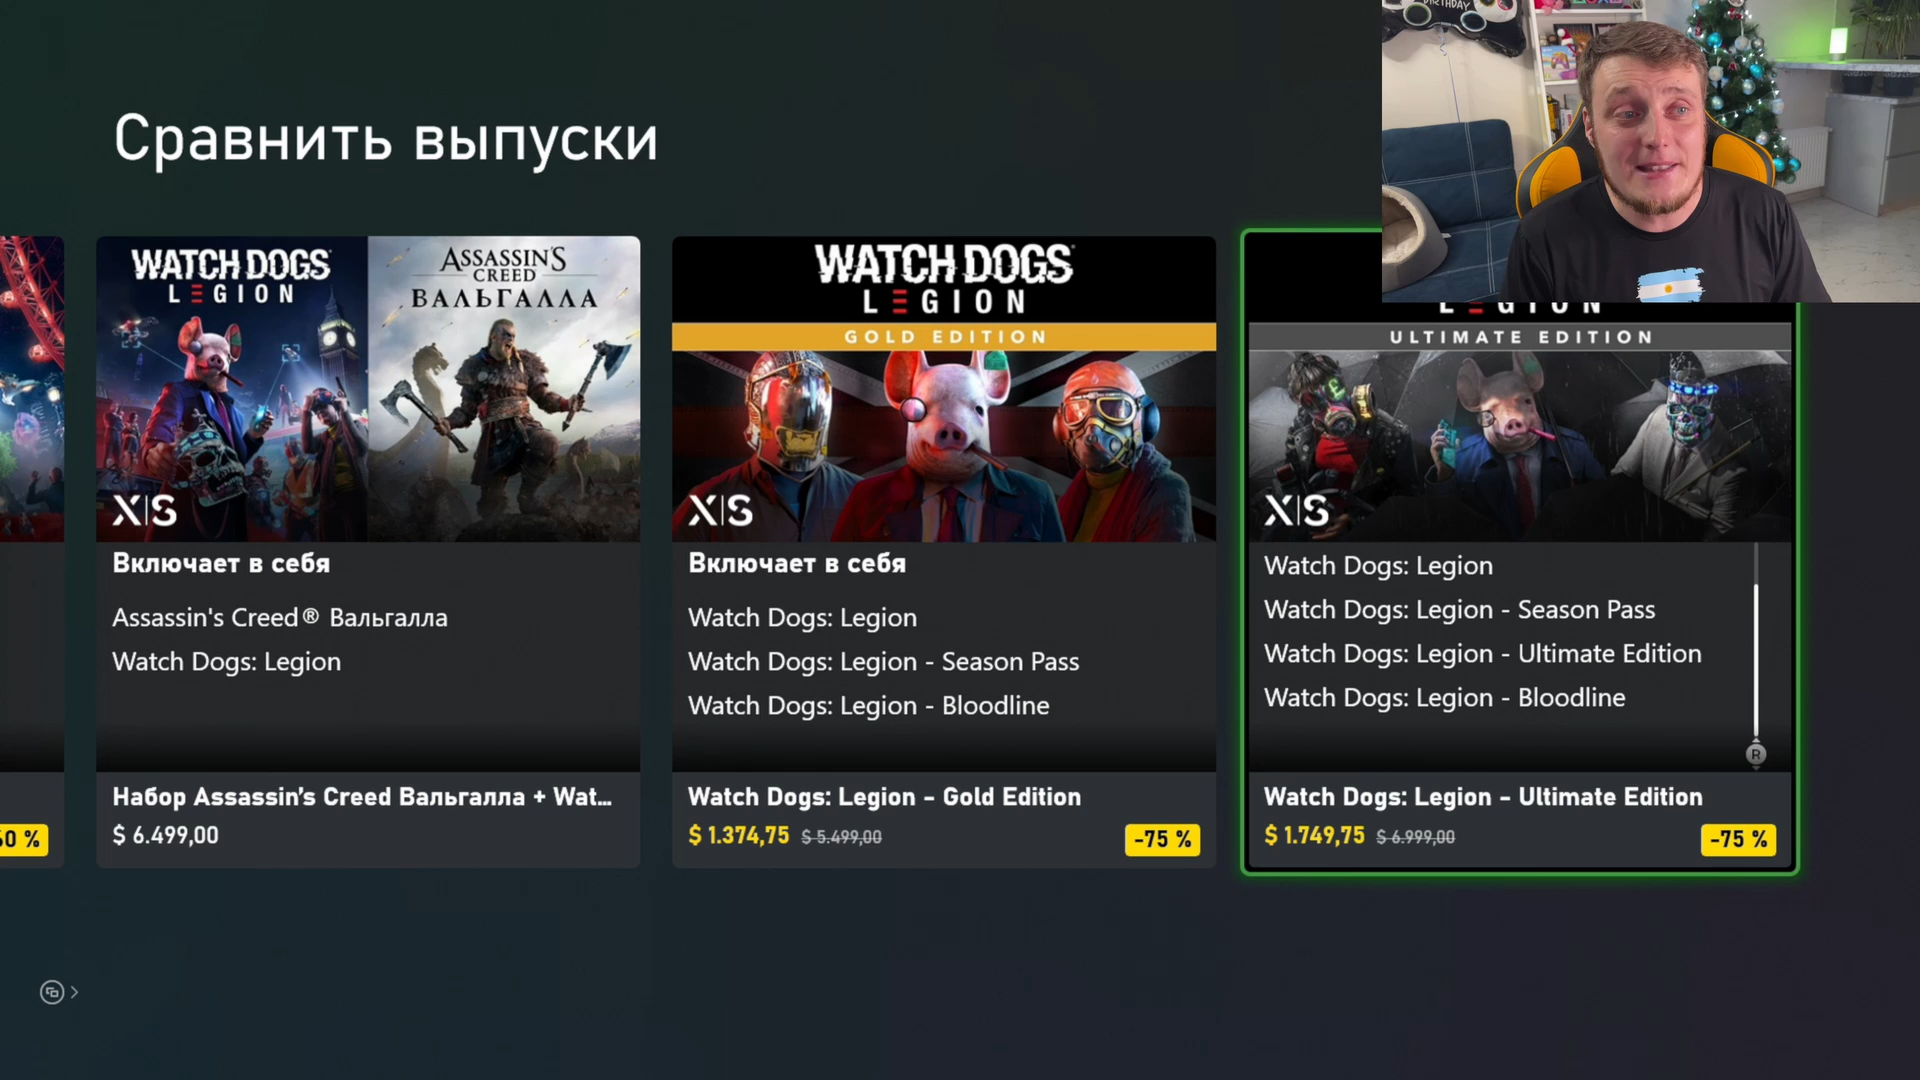 BIRTHDAY
Сравнить выпуски
WATCH DOGS
LEGION
ASSASSIN'S
CREED
ВАЛЬГАЛЛА
X|S
Включает в себя
Assassin's Creed® Вальгалла
Watch Dogs: Legion
Набор Assassin's Creed Вальгалла + Wat...
$ 6.499,00
WATCH DOGS
LEGION
GOLD EDITION
X|S
Включает в себя
Watch Dogs: Legion
Watch Dogs: Legion - Season Pass
Watch Dogs: Legion - Bloodline
Watch Dogs: Legion - Gold Edition
$ 1.374,75 $ 5.499,00
-75 %
LEGION
ULTIMATE EDITION
X|S
Watch Dogs: Legion
Watch Dogs: Legion - Season Pass
Watch Dogs: Legion - Ultimate Edition
Watch Dogs: Legion - Bloodline
R
Watch Dogs: Legion - Ultimate Edition
$ 1.749,75 $ 6.999,00
-75 %